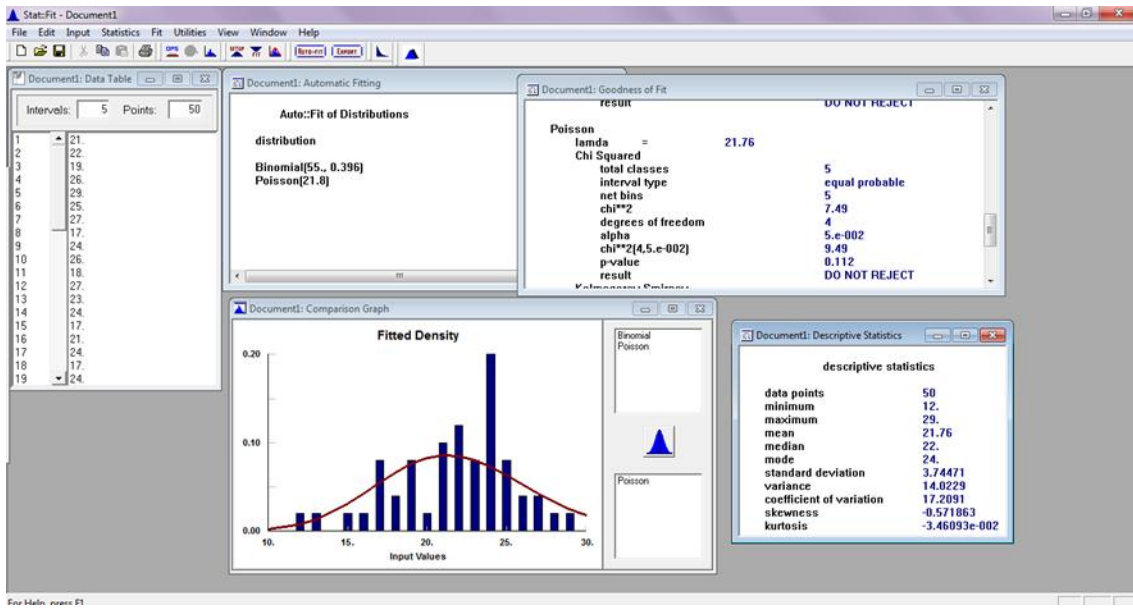 Stat::Fit - Document1
File Edit Input Statistics Fit Utilities View Window Help
AUTO::FIT EXPORT
Document1: Data Table
Intervals: 5 Points: 50
1 21.
2 22.
3 19.
4 26.
5 29.
6 25.
7 27.
8 17.
9 24.
10 26.
11 18.
12 27.
13 23.
14 24.
15 17.
16 21.
17 24.
18 17.
19 24.
Document1: Automatic Fitting
Auto::Fit of Distributions
distribution
Binomial(55., 0.396)
Poisson(21.8)
Document1: Goodness of Fit
result DO NOT REJECT
Poisson
lamda = 21.76
Chi Squared
total classes 5
interval type equal probable
net bins 5
chi**2 7.49
degrees of freedom 4
alpha 5.e-002
chi**2(4,5.e-002) 9.49
p-value 0.112
result DO NOT REJECT
Kolmogorov-Smirnov
Document1: Comparison Graph
Fitted Density
0.20
0.10
0.00
10. 15. 20. 25. 30.
Input Values
Binomial
Poisson
Poisson
Document1: Descriptive Statistics
descriptive statistics
data points 50
minimum 12.
maximum 29.
mean 21.76
median 22.
mode 24.
standard deviation 3.74471
variance 14.0229
coefficient of variation 17.2091
skewness -0.571863
kurtosis -3.46093e-002
For Help, press F1